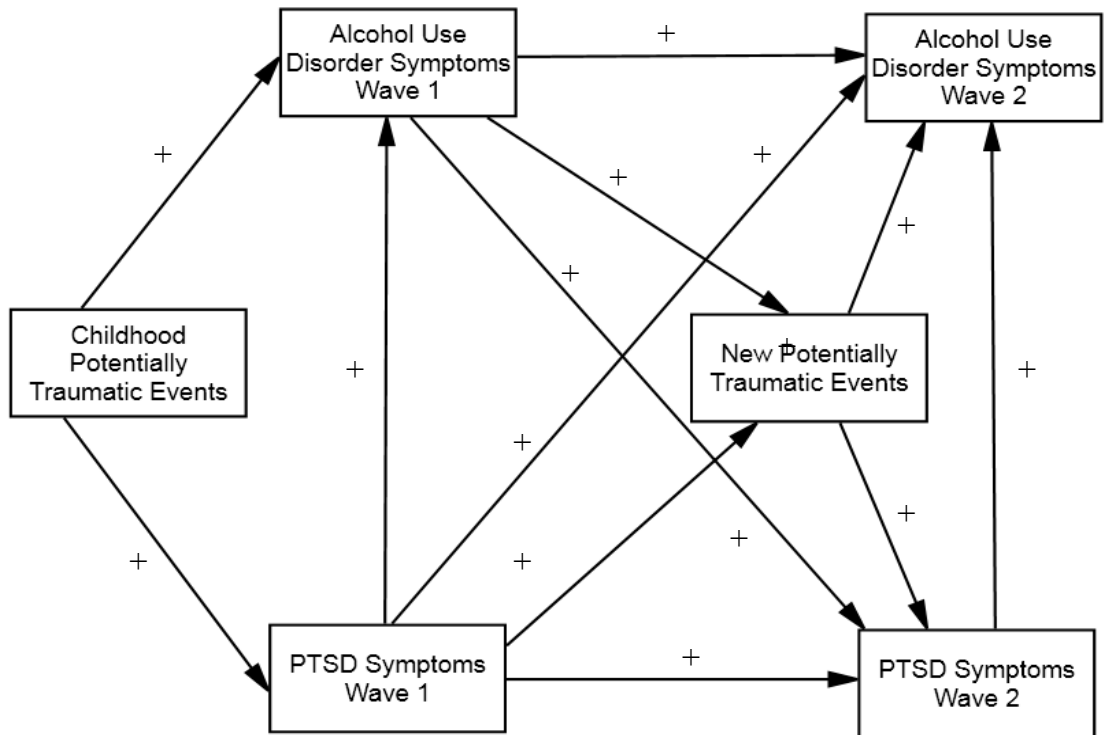 Alcohol Use
Disorder Symptoms
Wave 1
+
Alcohol Use
Disorder Symptoms
Wave 2
+
+
+
+
+
Childhood
Potentially
Traumatic Events
+
New Potentially
Traumatic Events
+
+
+
+
+
+
+
+
PTSD Symptoms
Wave 1
PTSD Symptoms
Wave 2